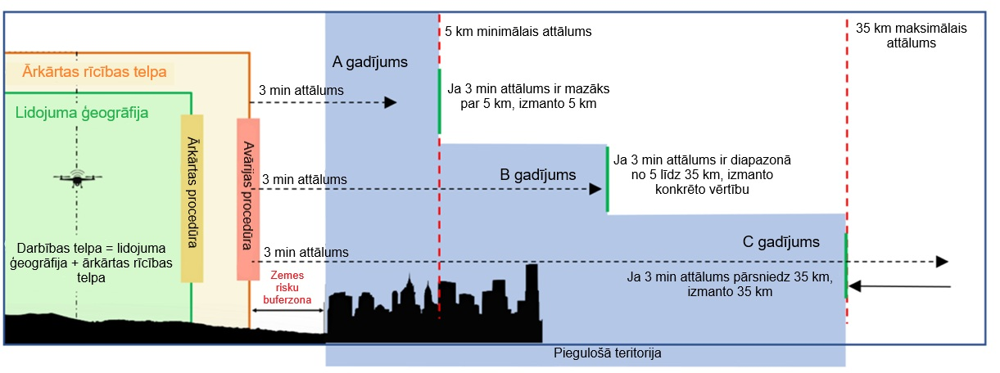 5 km minimālais attālums
35 km maksimālais
attālums
A gadījums
Ārkārtas rīcības telpa
3 min attālums
Ja 3 min attālums ir mazāks
par 5 km, izmanto 5 km
Lidojuma ģeogrāfija
Ārkārtas procedūra
Avārijas procedūra
3 min attālums
B gadījums
Ja 3 min attālums ir diapazonā
no 5 līdz 35 km, izmanto
konkrēto vērtību
Darbības telpa = lidojuma
ģeogrāfija + ārkārtas rīcības
telpa
3 min attālums
C gadījums
Ja 3 min attālums pārsniedz 35 km,
izmanto 35 km
Zemes
risku
buferzona
Piegulošā teritorija